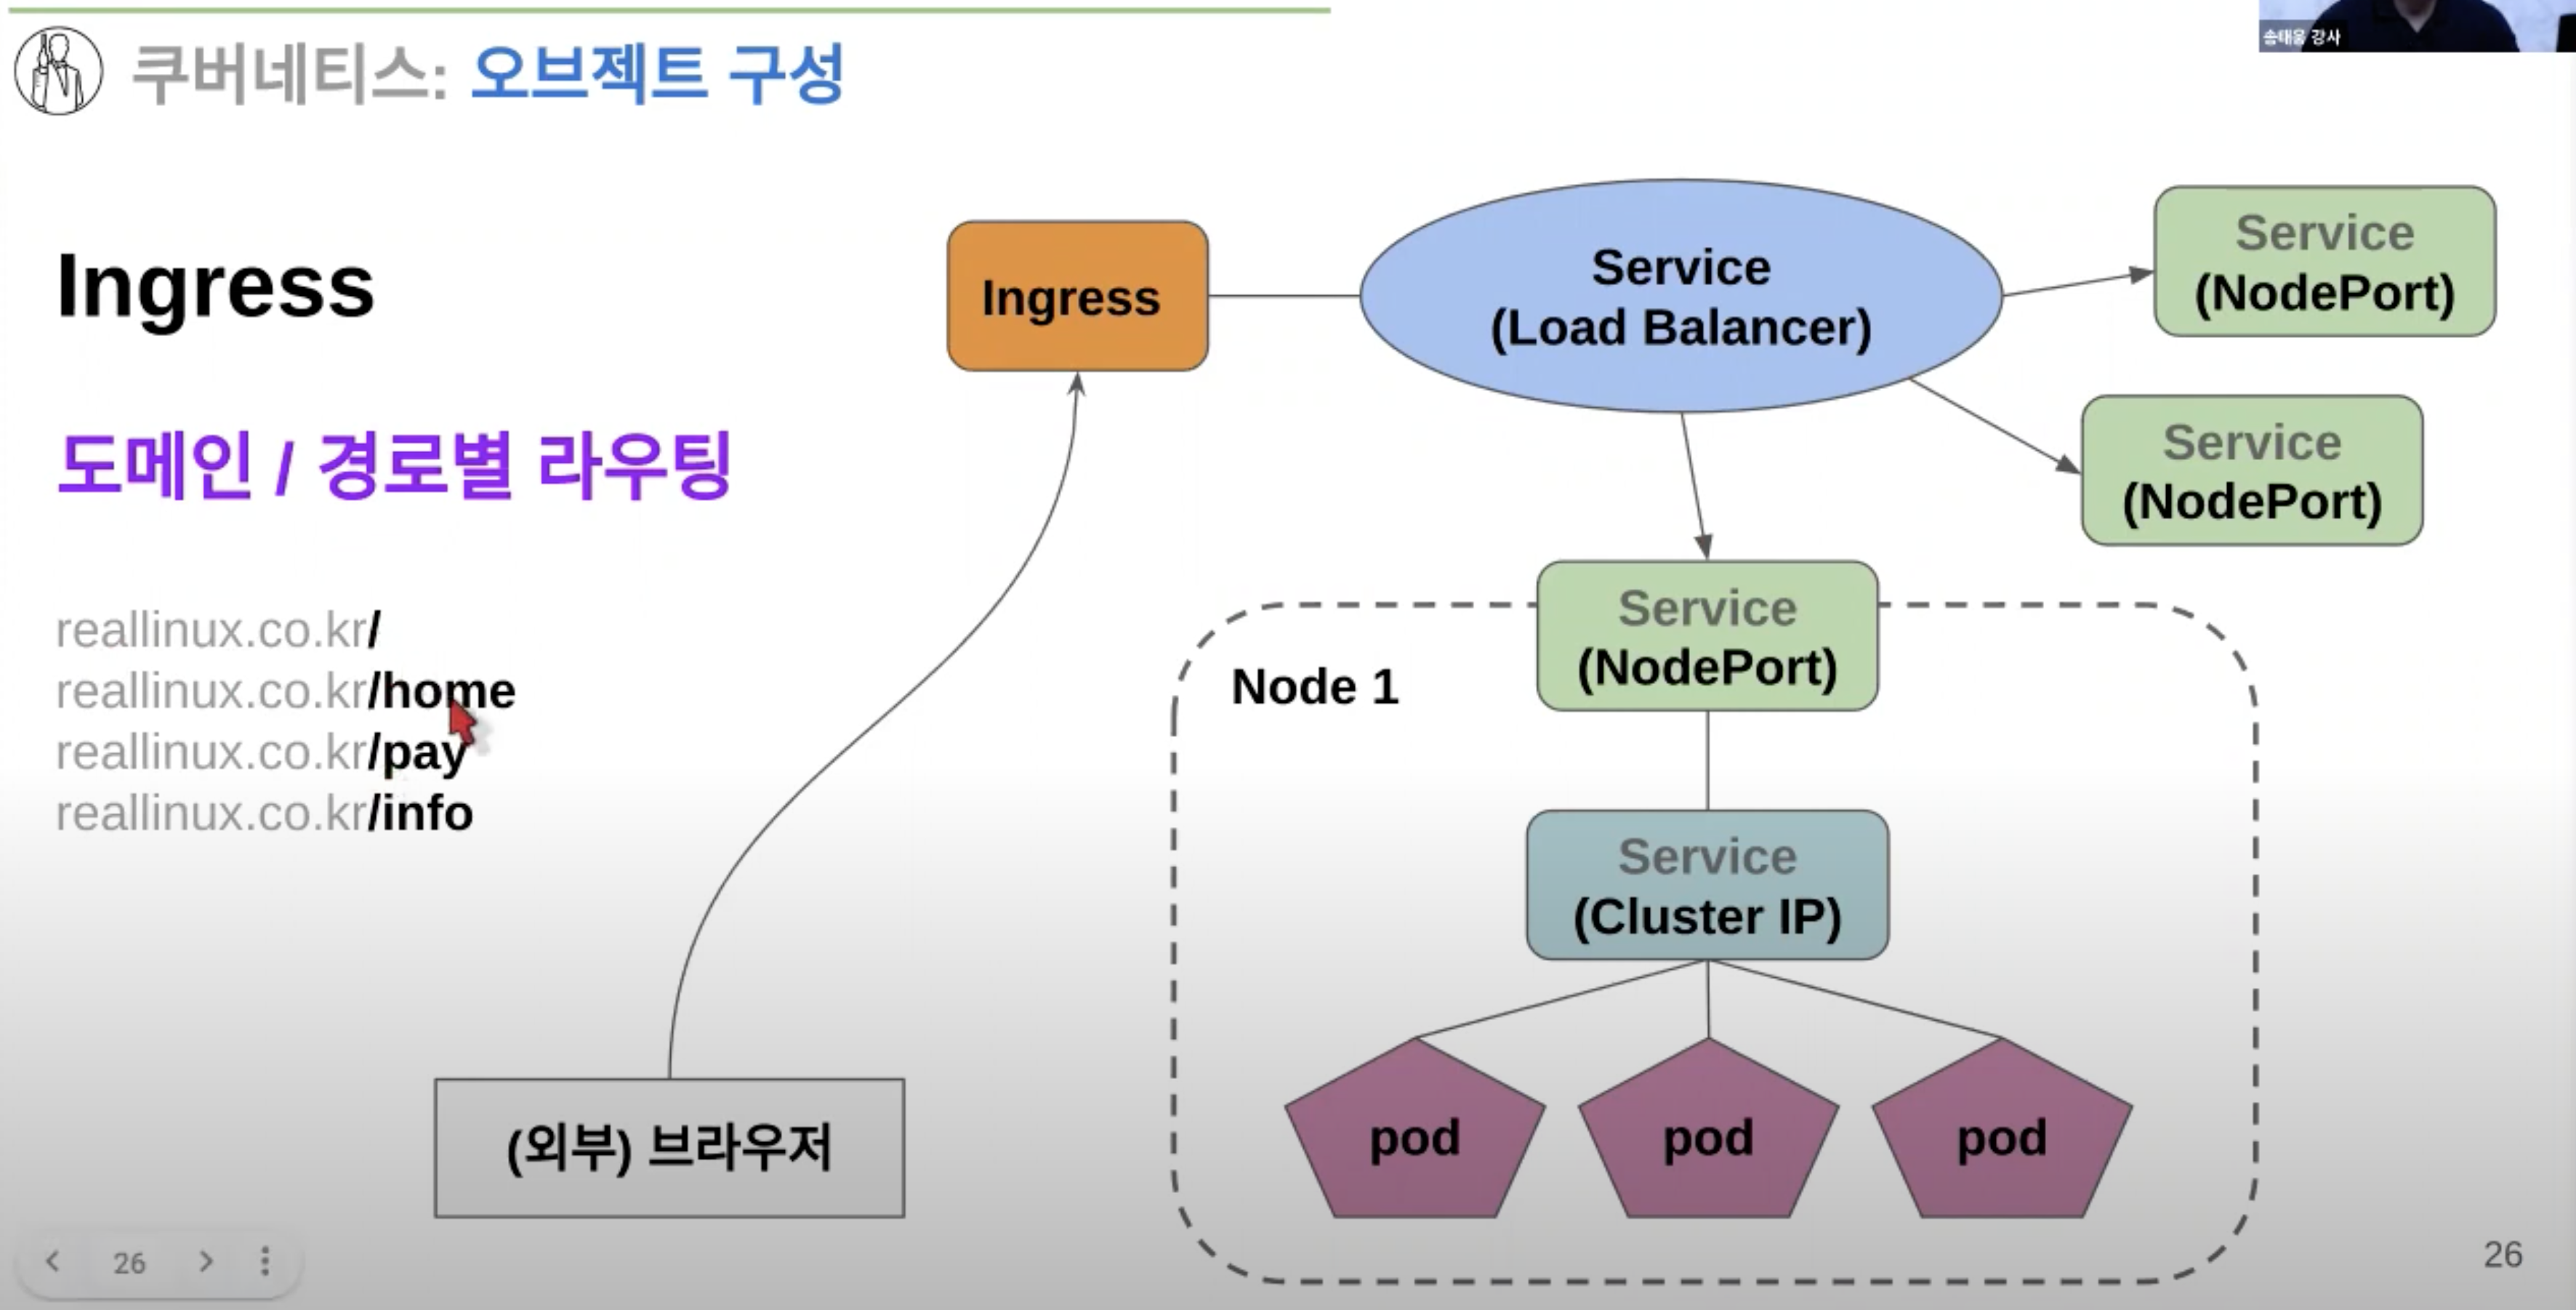 송태웅 강사
쿠버네티스: 오브젝트 구성
Ingress
도메인 / 경로별 라우팅
reallinux.co.kr/
reallinux.co.kr/home
reallinux.co.kr/pay
reallinux.co.kr/info
Ingress
Service
(Load Balancer)
Service
(NodePort)
Service
(NodePort)
Service
(NodePort)
Node 1
Service
(Cluster IP)
pod
pod
pod
(외부) 브라우저
26
26